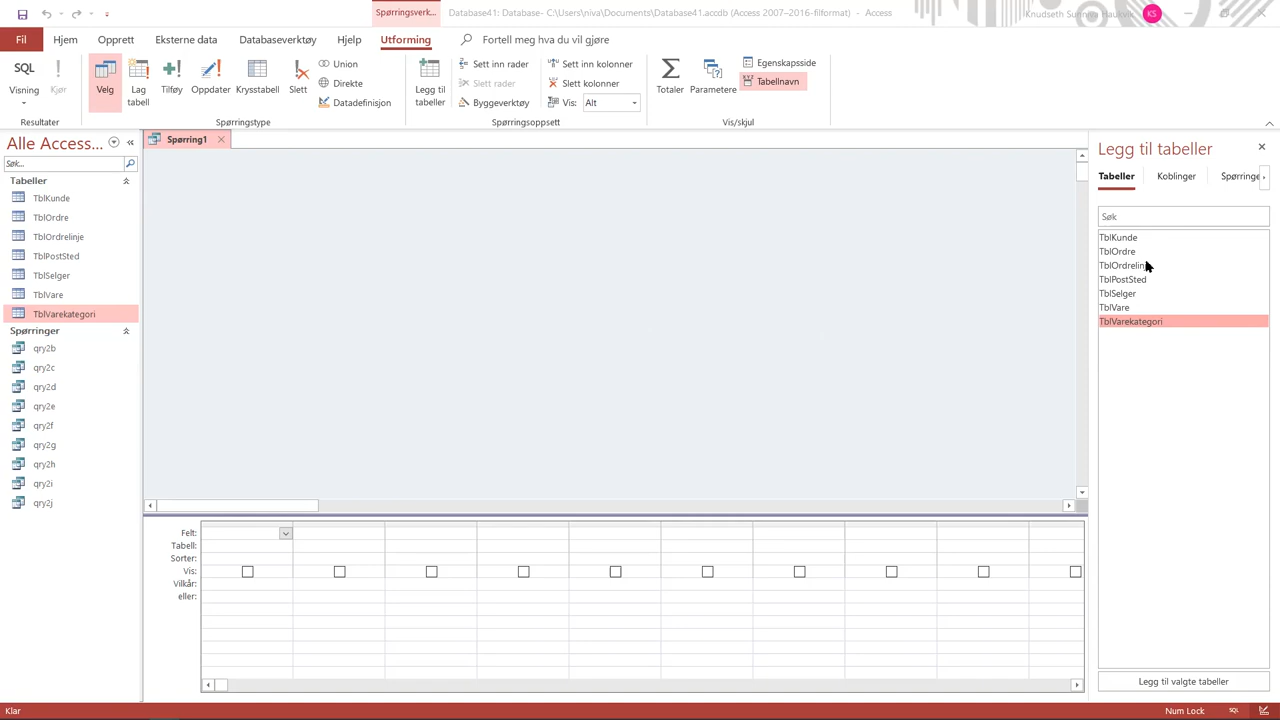 Spørringsverk...
Database41: Database- C:\Users\niva\Documents\Database41.accdb (Access 2007–2016-filformat) - Access
Knudseth Sunniva Haukvik
KS
Fil
Hjem
Opprett
Eksterne data
Databaseverktøy
Hjelp
Utforming
Fortell meg hva du vil gjøre
SQL
Visning
Kjør
Velg
Lag tabell
Tilføy
Oppdater
Krysstabell
Slett
Union
Direkte
Datadefinisjon
Legg til tabeller
Sett inn rader
Slett rader
Byggeverktøy
Sett inn kolonner
Slett kolonner
Vis: Alt
Totaler
Parametere
Egenskapsside
Tabellnavn
Resultater
Spørringstype
Spørringsoppsett
Vis/skjul
Alle Access...
Søk...
Tabeller
TblKunde
TblOrdre
TblOrdrelinje
TblPostSted
TblSelger
TblVare
TblVarekategori
Spørringer
qry2b
qry2c
qry2d
qry2e
qry2f
qry2g
qry2h
qry2i
qry2j
Spørring1
Felt:
Tabell:
Sorter:
Vis:
Vilkår:
eller:
Legg til tabeller
Tabeller
Koblinger
Spørringe
Søk
TblKunde
TblOrdre
TblOrdrelinj
TblPostSted
TblSelger
TblVare
TblVarekategori
Legg til valgte tabeller
Klar
Num Lock
SQL